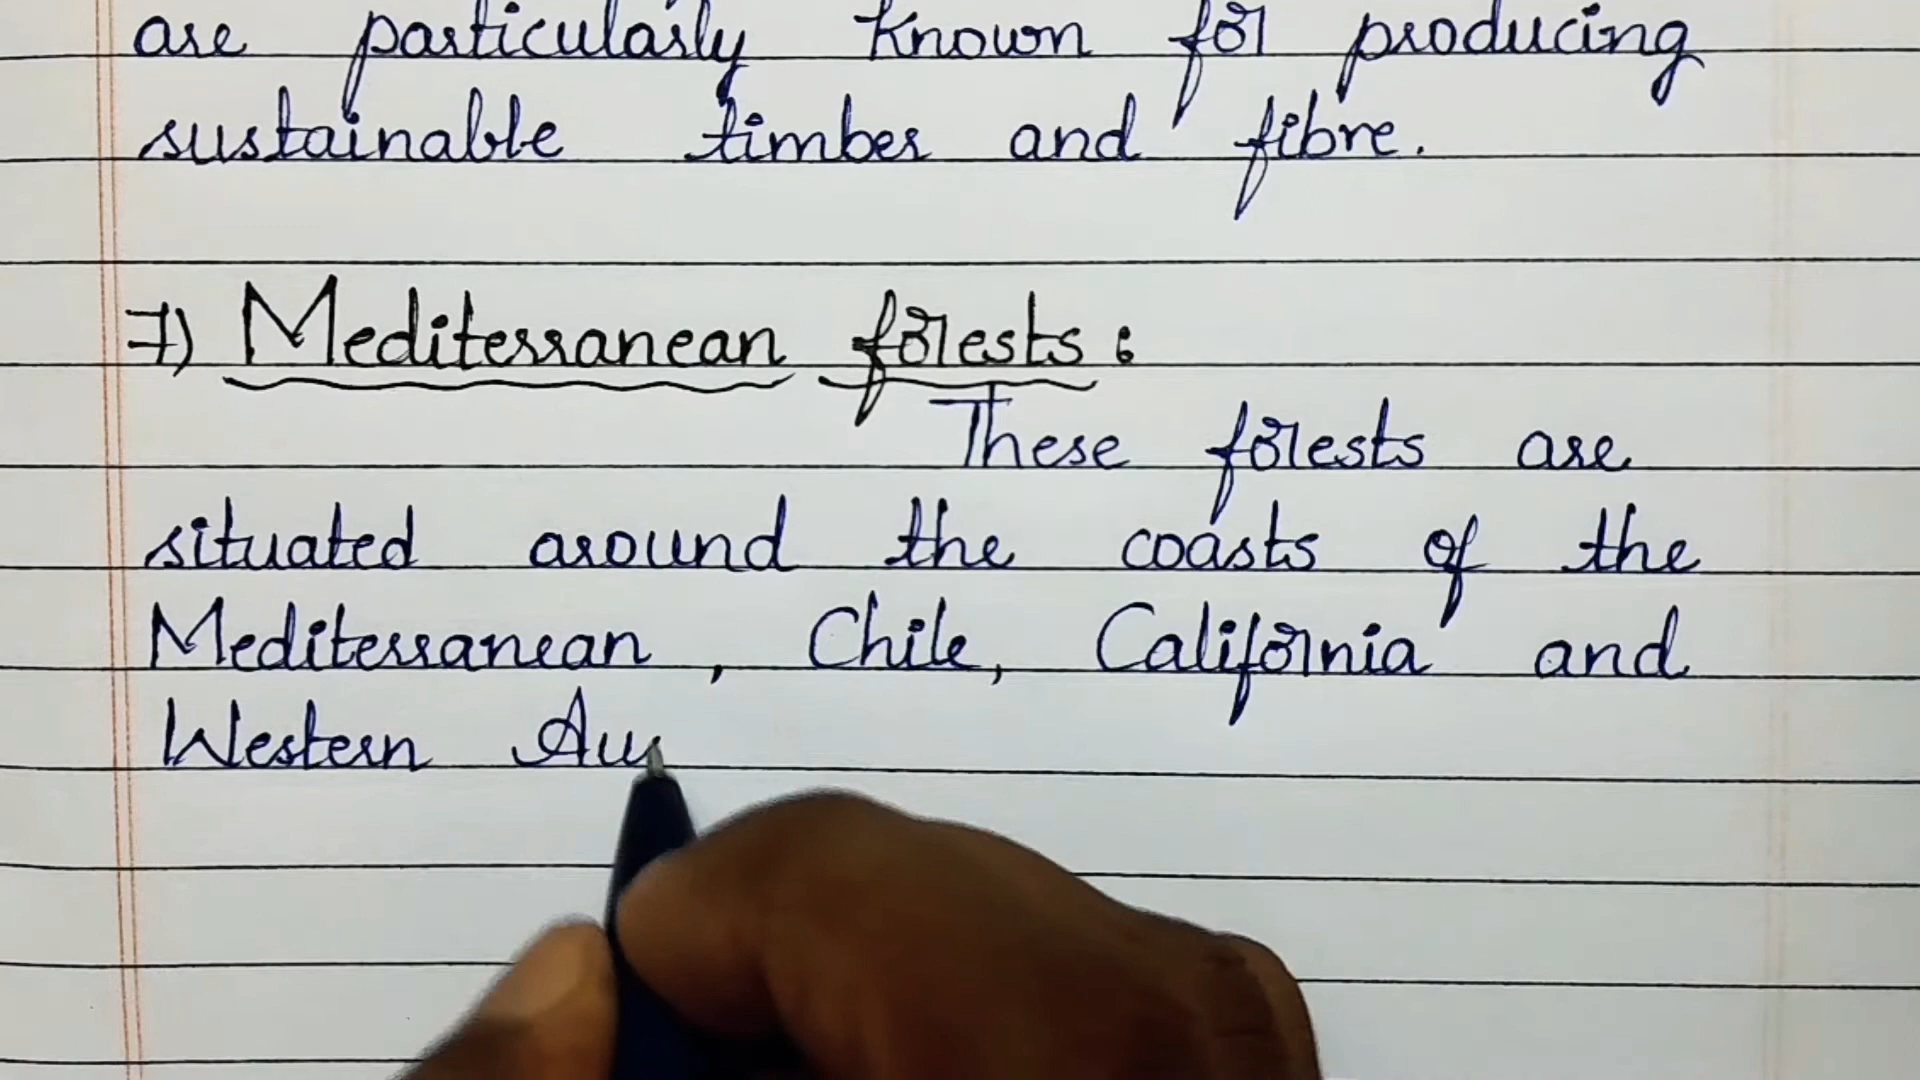 are particularly known for producing
sustainable timber and fibre.
7) Mediterranean forests :
These forests are
situated around the coasts of the
Mediterranean , Chile, California and
Western Au